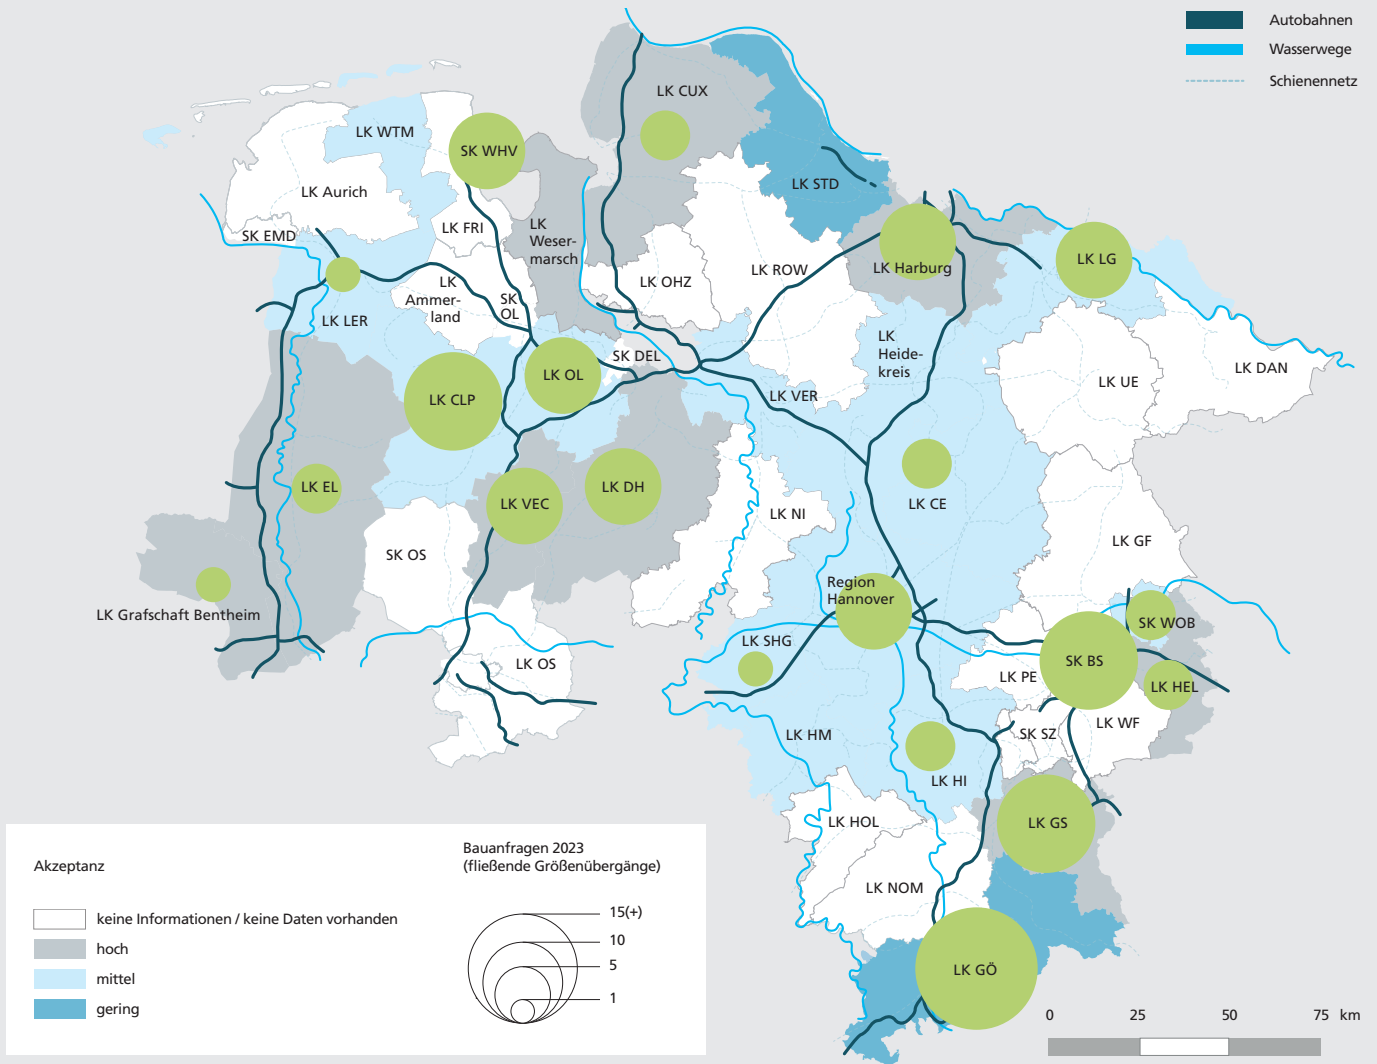 Autobahnen
Wasserwege
Schienennetz
LK CUX
LK WTM
SK WHV
LK STD
LK Aurich
LK FRI
LK
Weser-
marsch
SK EMD
LK ROW
LK Harburg
LK LG
LK OHZ
LK
Ammer-
land
SK
OL
LK LER
LK
Heide-
kreis
SK DEL
LK OL
LK DAN
LK UE
LK CLP
LK VER
LK EL
LK VEC
LK DH
LK CE
LK NI
LK GF
SK OS
Region
Hannover
LK Grafschaft Bentheim
SK WOB
LK SHG
SK BS
LK OS
LK PE
LK HEL
LK HM
SK SZ
LK WF
LK HI
LK HOL
LK GS
LK NOM
LK GÖ
Akzeptanz
keine Informationen / keine Daten vorhanden
hoch
mittel
gering
Bauanfragen 2023
(fließende Größenübergänge)
15(+)
10
5
1
0 25 50 75 km